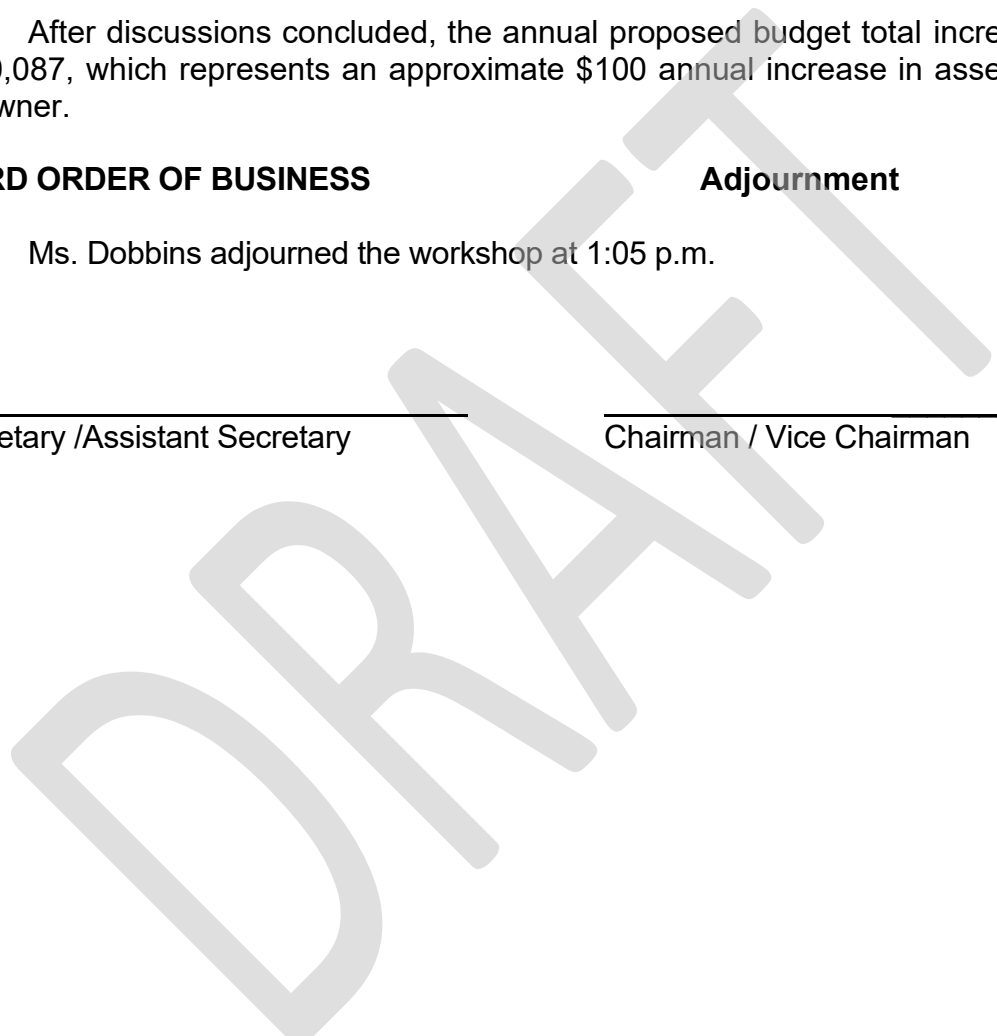 After discussions concluded, the annual proposed budget total incre
0,087, which represents an approximate $100 annual increase in asse
wner.
RD ORDER OF BUSINESS Adjournment
Ms. Dobbins adjourned the workshop at 1:05 p.m.
etary /Assistant Secretary Chairman / Vice Chairman
DRAFT